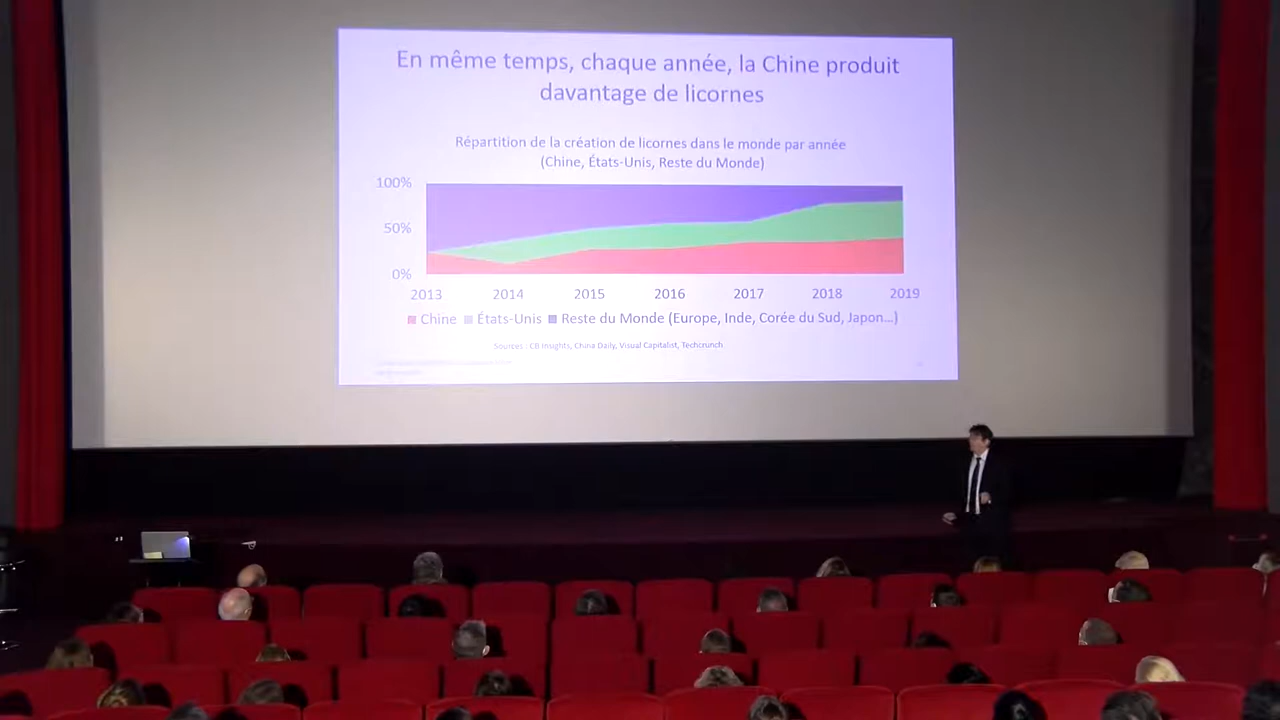 En même temps, chaque année, la Chine produit
davantage de licornes
Répartition de la création de licornes dans le monde par année
(Chine, États-Unis, Reste du Monde)
100%
50%
0%
2013 2014 2015 2016 2017 2018 2019
Chine États-Unis Reste du Monde (Europe, Inde, Corée du Sud, Japon...)
Sources : CB Insights, China Daily, Visual Capitalist, Techcrunch